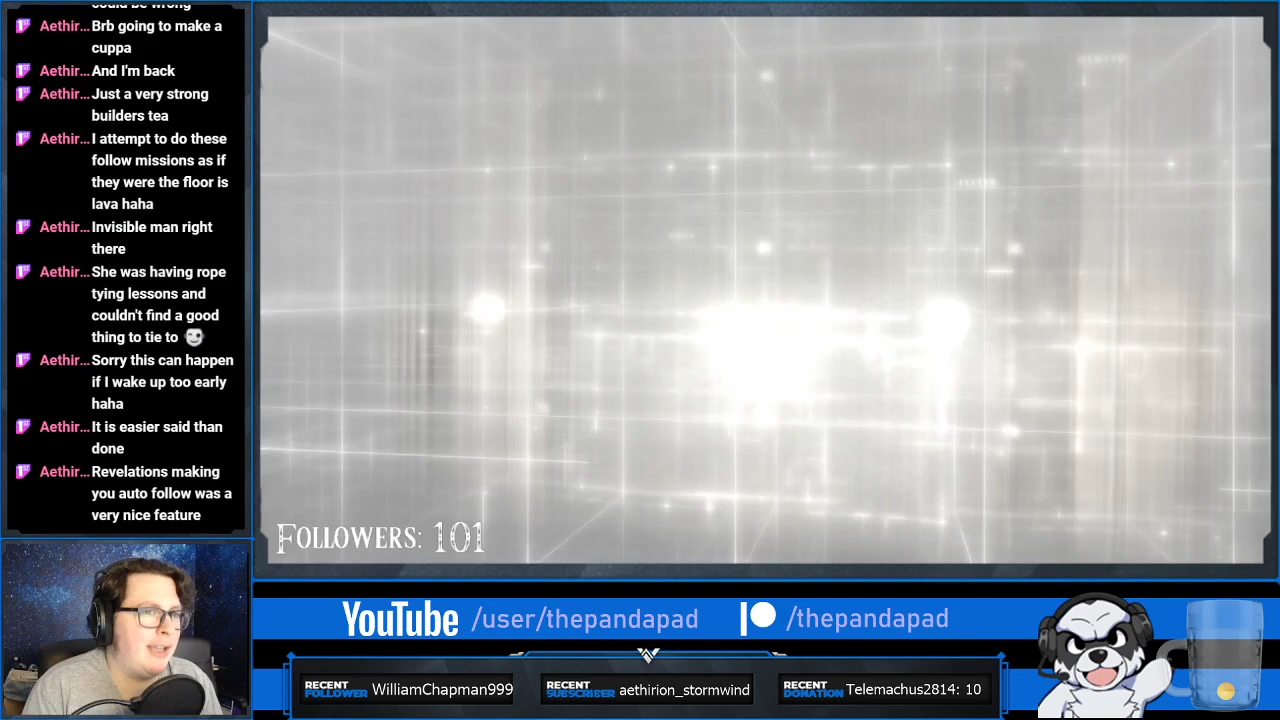 Aethir... Brb going to make a
cuppa
Aethir... And I'm back
Aethir... Just a very strong
builders tea
Aethir... I attempt to do these
follow missions as if
they were the floor is
lava haha
Aethir... Invisible man right
there
Aethir... She was having rope
tying lessons and
couldn't find a good
thing to tie to
Aethir... Sorry this can happen
if I wake up too early
haha
Aethir... It is easier said than
done
Aethir... Revelations making
you auto follow was a
very nice feature
Followers: 101
YouTube /user/thepandapad /thepandapad
RECENT FOLLOWER WilliamChapman999
RECENT SUBSCRIBER aethirion_stormwind
RECENT DONATION Telemachus2814: 10